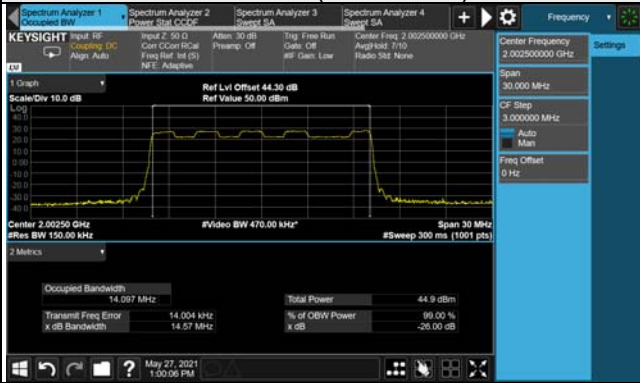 Spectrum Analyzer 1
Occupied BW
Spectrum Analyzer 2
Power Stat CCDF
Spectrum Analyzer 3
Swept SA
Spectrum Analyzer 4
Swept SA
Frequency
KEYSIGHT
Input: RF
Coupling: DC
Align: Auto
Input Z: 50 Ω
Corr CCorr RCal
Freq Ref: Int (S)
NFE: Adaptive
Atten: 30 dB
Preamp: Off
Trig: Free Run
Gate: Off
#IF Gain: Low
Center Freq: 2.002500000 GHz
Avg|Hold: 7/10
Radio Std: None
LXI
Center Frequency
2.002500000 GHz
Settings
Span
30.000 MHz
CF Step
3.000000 MHz
Auto
Man
Freq Offset
0 Hz
1 Graph
Scale/Div 10.0 dB
Ref Lvl Offset 44.30 dB
Ref Value 50.00 dBm
Log
40.0
30.0
20.0
10.0
0.00
-10.0
-20.0
-30.0
-40.0
Center 2.00250 GHz
#Video BW 470.00 kHz*
Span 30 MHz
#Res BW 150.00 kHz
#Sweep 300 ms (1001 pts)
2 Metrics
Occupied Bandwidth
14.097 MHz
Total Power
44.9 dBm
Transmit Freq Error
14.004 kHz
% of OBW Power
99.00 %
x dB Bandwidth
14.57 MHz
x dB
-26.00 dB
May 27, 2021
1:00:06 PM